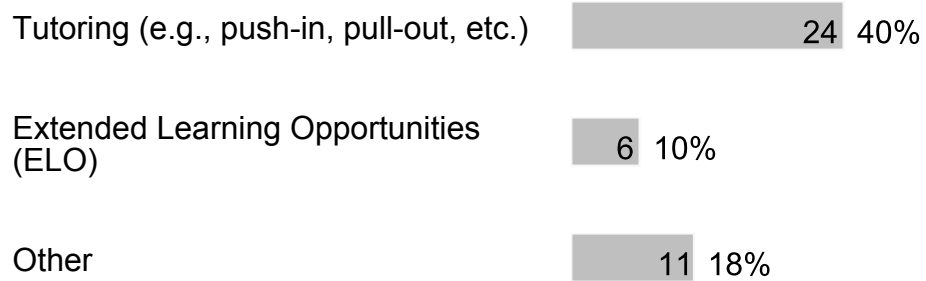 Tutoring (e.g., push-in, pull-out, etc.) 24 40%
Extended Learning Opportunities
(ELO) 6 10%
Other 11 18%